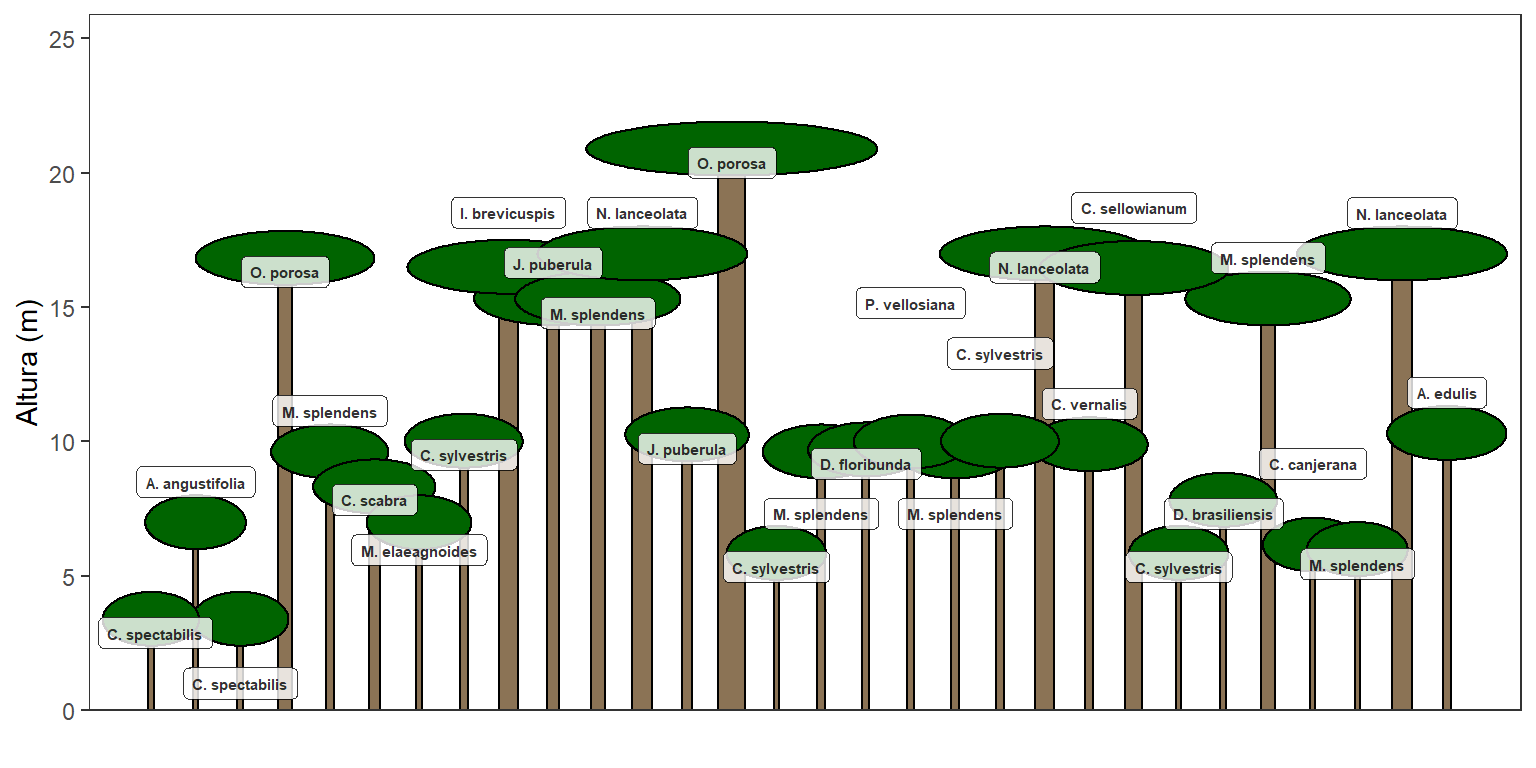 Altura (m)
25
20
15
10
5
0
O. porosa
I. brevicuspis
N. lanceolata
C. sellowianum
N. lanceolata
O. porosa
J. puberula
N. lanceolata
M. splendens
M. splendens
P. vellosiana
C. sylvestris
M. splendens
C. vernalis
A. edulis
C. sylvestris
J. puberula
D. floribunda
C. canjerana
A. angustifolia
C. scabra
M. splendens
M. splendens
D. brasiliensis
M. elaeagnoides
C. sylvestris
C. sylvestris
M. splendens
C. spectabilis
C. spectabilis